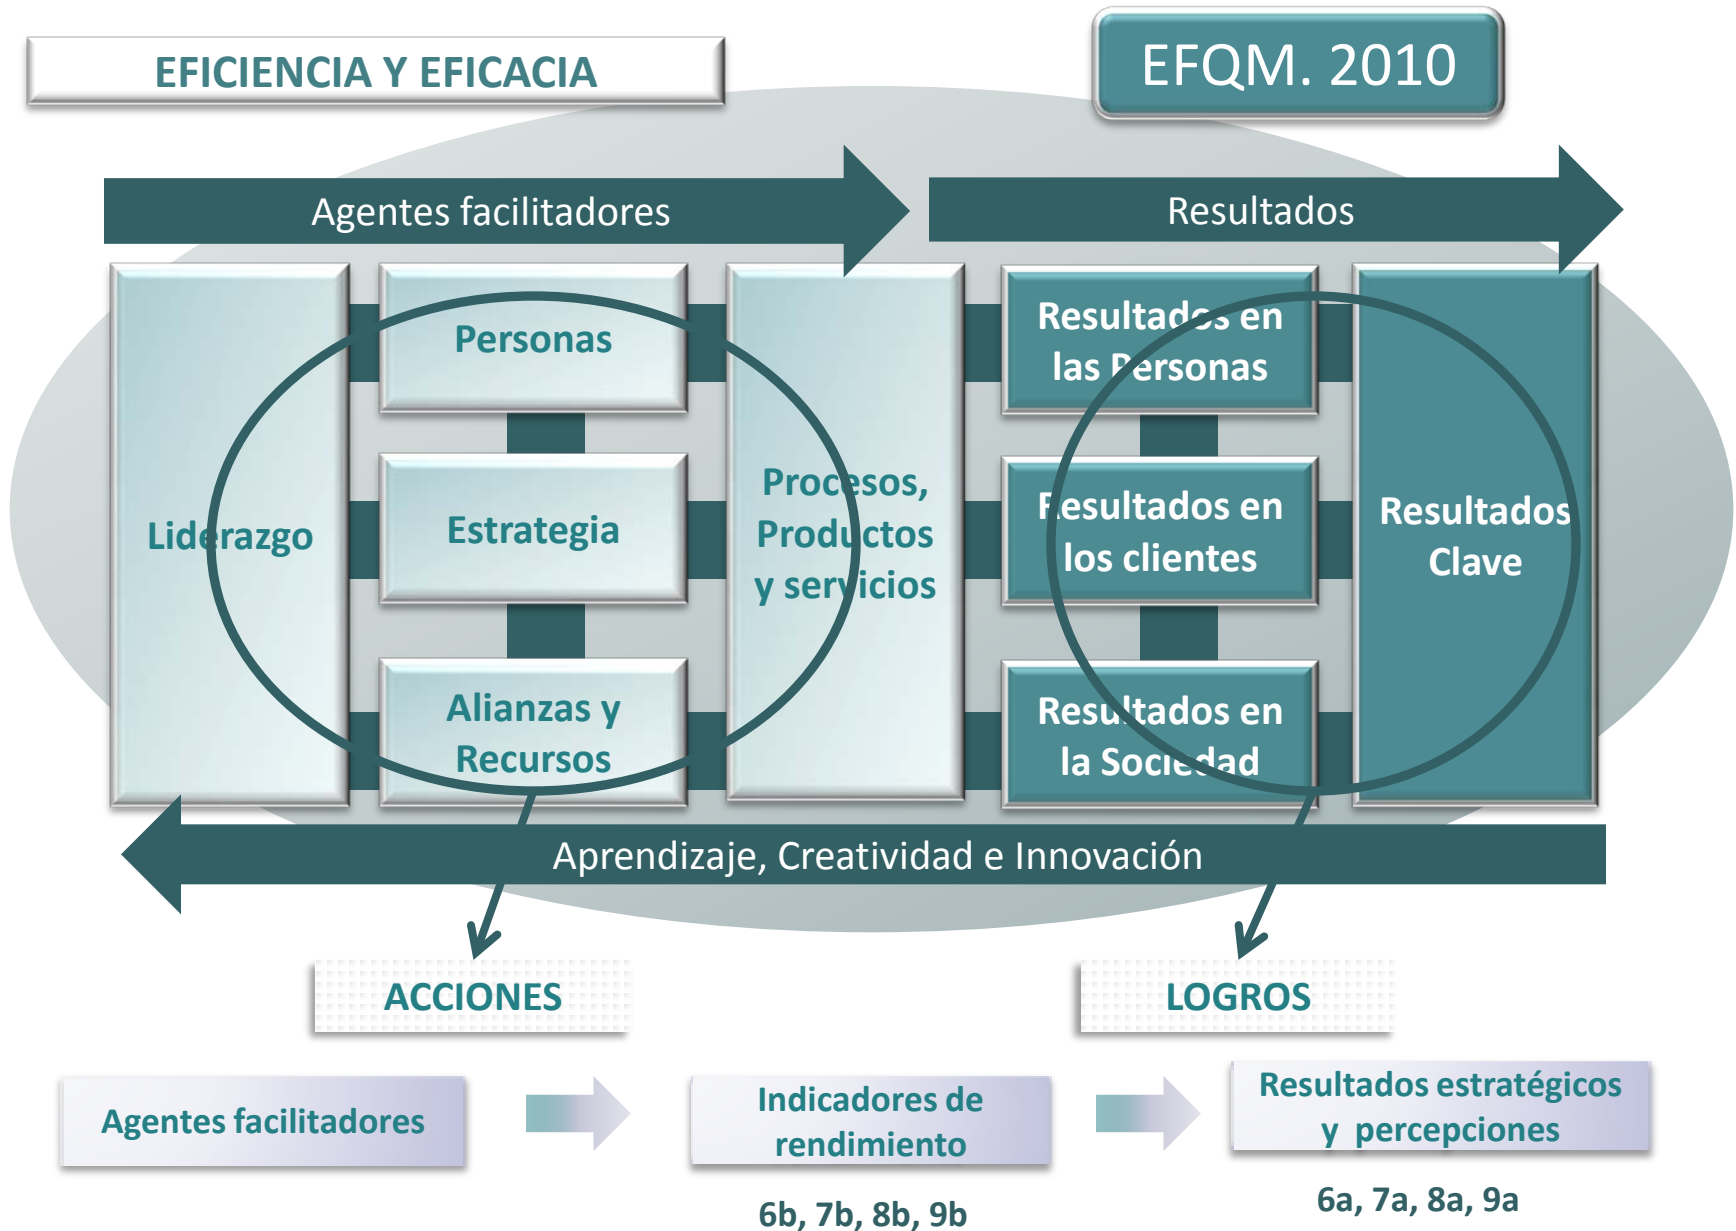 EFICIENCIA Y EFICACIA
EFQM. 2010
Agentes facilitadores
Resultados
Liderazgo
Personas
Estrategia
Alianzas y
Recursos
Procesos,
Productos
y servicios
Resultados en
las Personas
Resultados en
los clientes
Resultados en
la Sociedad
Resultados
Clave
Aprendizaje, Creatividad e Innovación
ACCIONES
LOGROS
Agentes facilitadores
Indicadores de
rendimiento
6b, 7b, 8b, 9b
Resultados estratégicos
y percepciones
6a, 7a, 8a, 9a